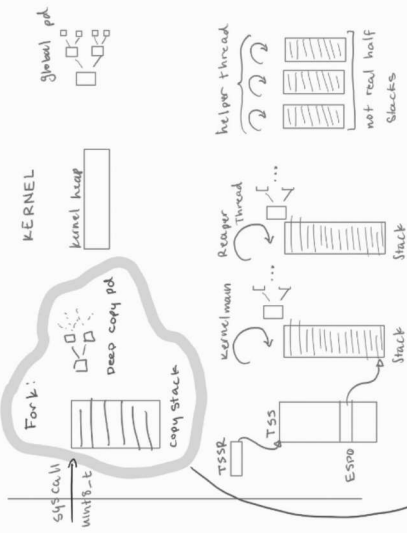 syscall
uint8_t
Fork:
Deep copy pd
copy stack
KERNEL
kernel heap
global pd
TSSR
TSS
ESP0
kernelmain
Stack
Reaper
Thread
Stack
helper thread
not real half
stacks